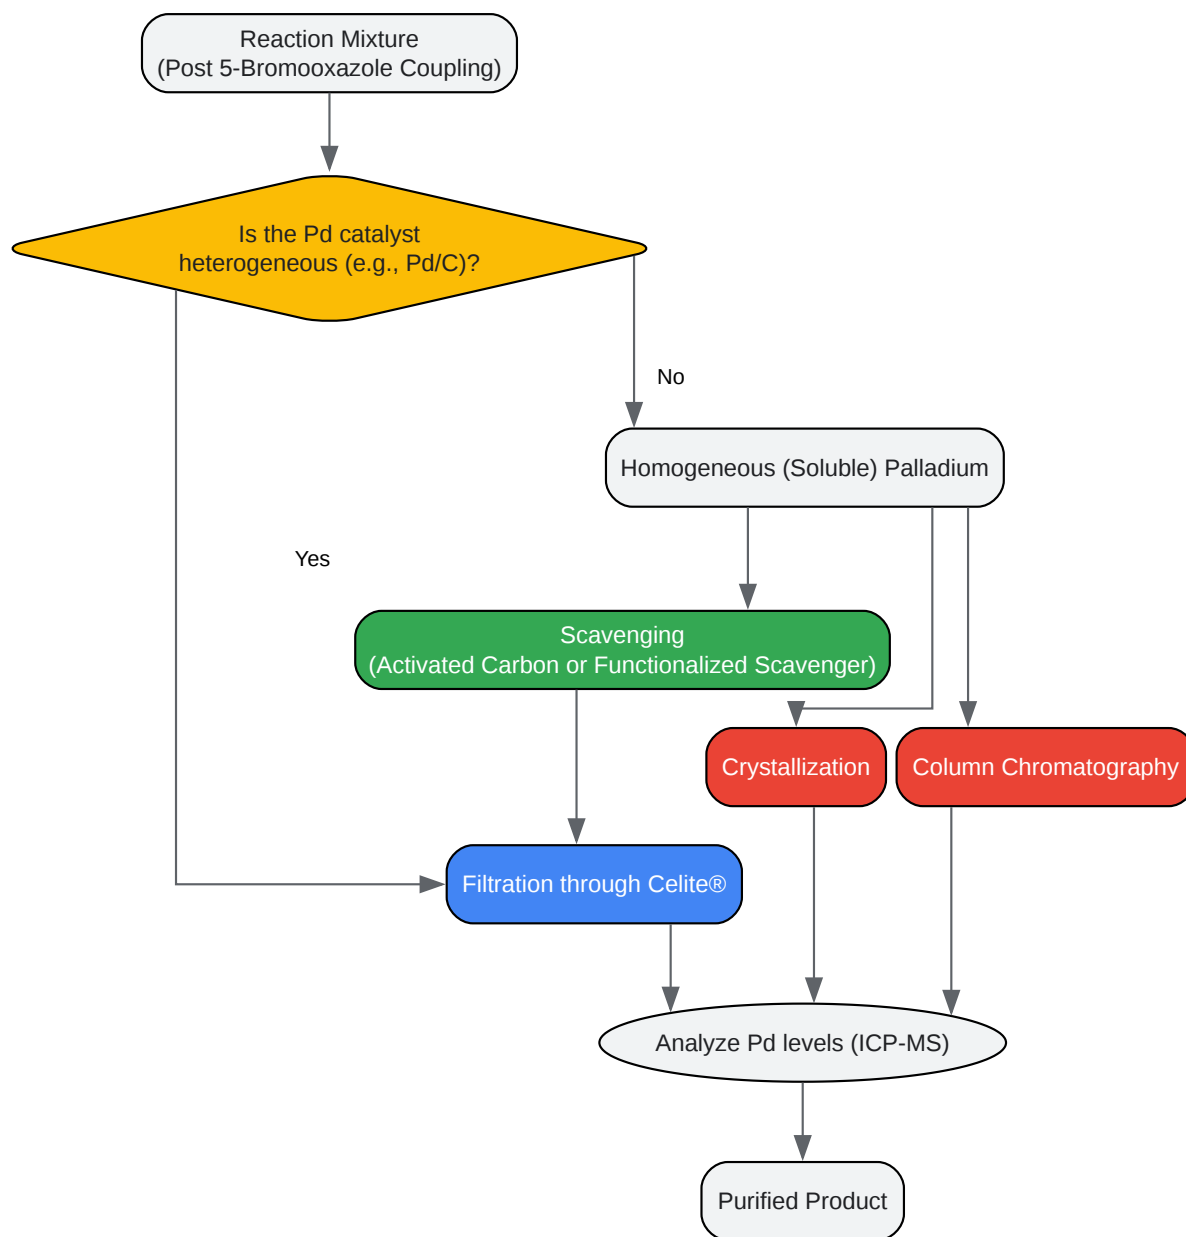 Reaction Mixture
(Post 5-Bromooxazole Coupling)
Is the Pd catalyst
heterogeneous (e.g., Pd/C)?
No
Homogeneous (Soluble) Palladium
Yes
Scavenging
(Activated Carbon or Functionalized Scavenger)
Crystallization
Column Chromatography
Filtration through Celite®
Analyze Pd levels (ICP-MS)
Purified Product